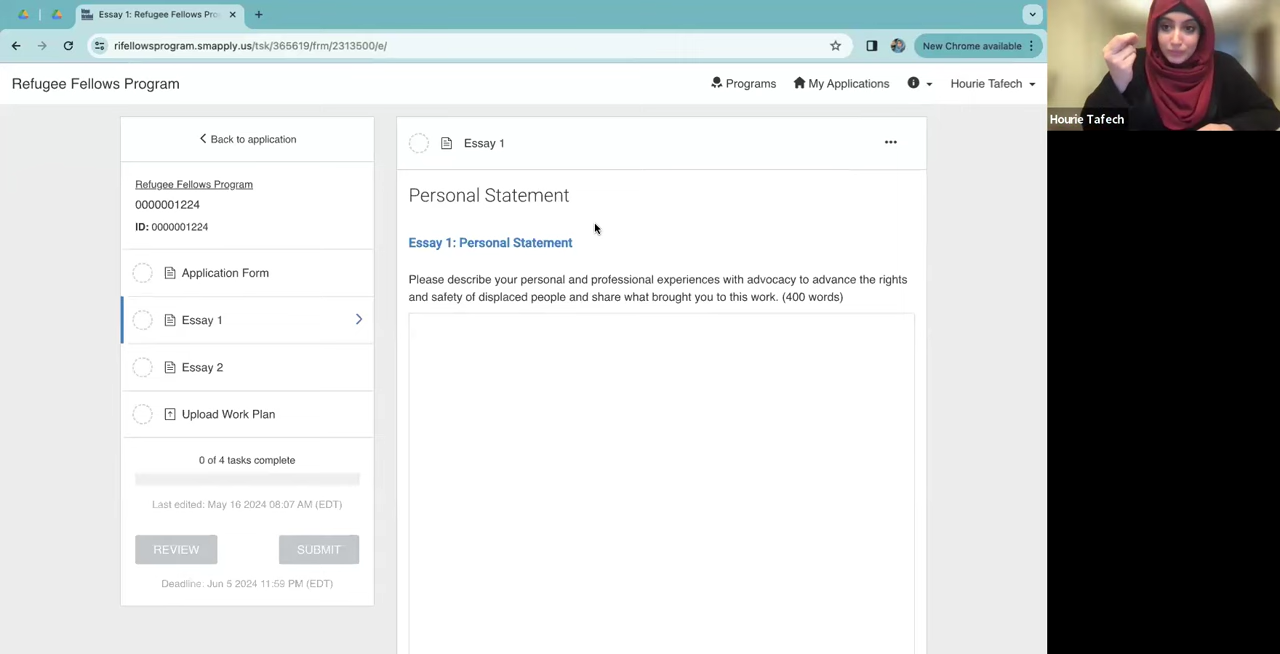 Essay 1: Refugee Fellows Pro
rifellowsprogram.smapply.us/tsk/365619/frm/2313500/e/
New Chrome available
Refugee Fellows Program
Programs
My Applications
Hourie Tafech
Hourie Tafech
Back to application
Essay 1
Refugee Fellows Program
0000001224
ID: 0000001224
Application Form
Essay 1
Essay 2
Upload Work Plan
0 of 4 tasks complete
Last edited: May 16 2024 08:07 AM (EDT)
REVIEW
SUBMIT
Deadline: Jun 5 2024 11:59 PM (EDT)
Personal Statement
Essay 1: Personal Statement
Please describe your personal and professional experiences with advocacy to advance the rights
and safety of displaced people and share what brought you to this work. (400 words)